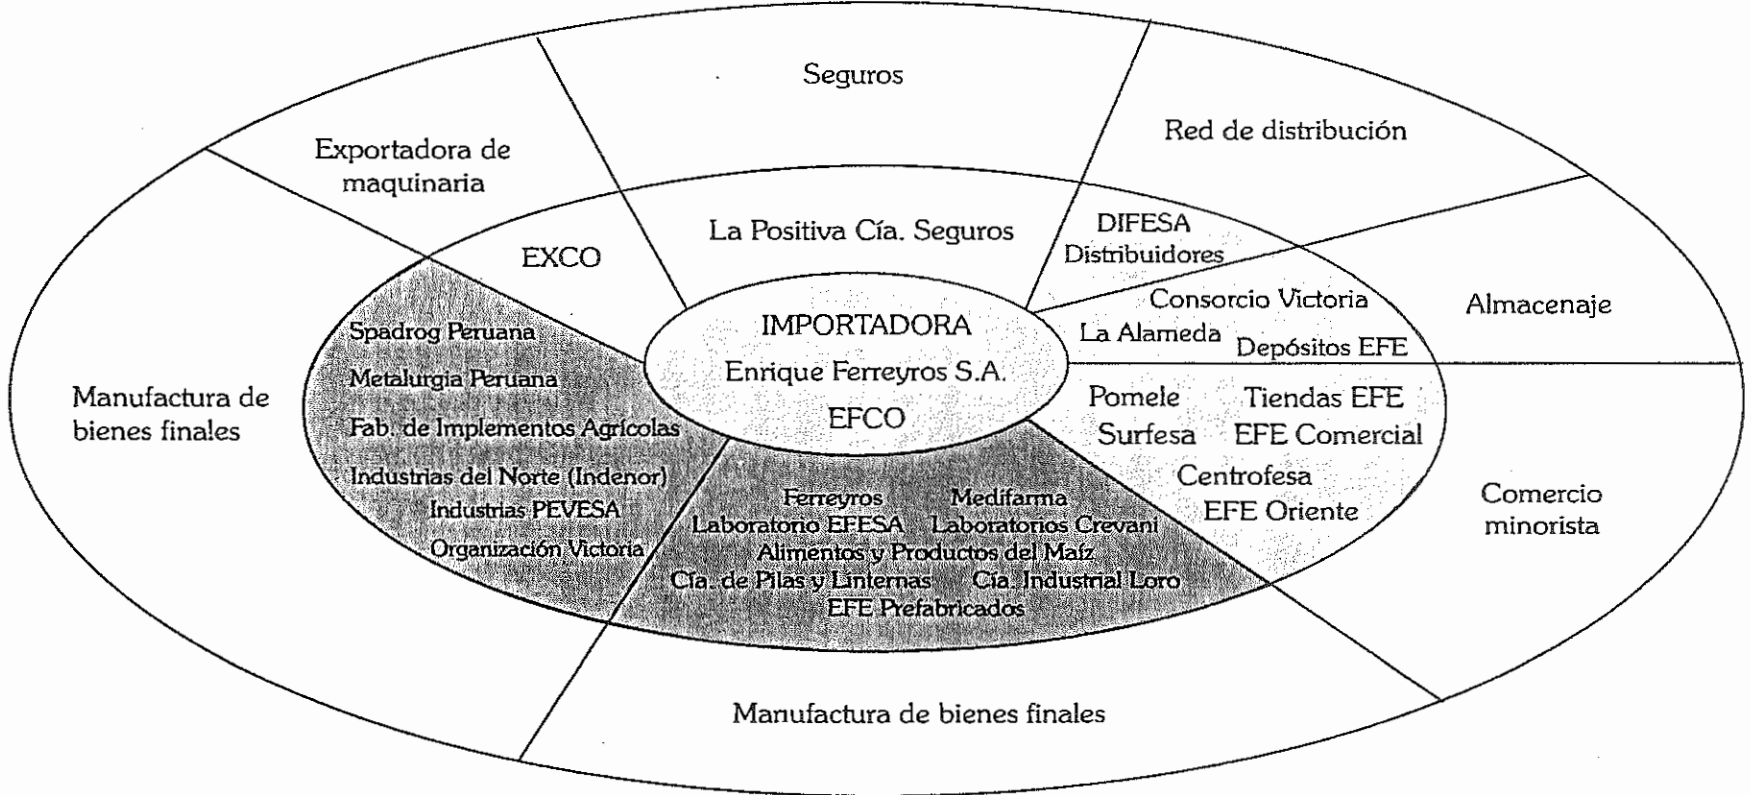 Seguros
Red de distribución
Exportadora de
maquinaria
La Positiva Cía. Seguros
DIFESA
Distribuidores
EXCO
Consorcio Victoria
La Alameda Depósitos EFE
Almacenaje
IMPORTADORA
Enrique Ferreyros S.A.
EFCO
Spadrog Peruana
Metalurgia Peruana
Fab. de Implementos Agrícolas
Industrias del Norte (Indenor)
Industrias PEVESA
Organización Victoria
Manufactura de
bienes finales
Pomele Tiendas EFE
Surfesa EFE Comercial
Centrofesa
EFE Oriente
Comercio
minorista
Ferreyros Medifarma
Laboratorio EFESA Laboratorios Crevani
Alimentos y Productos del Maíz
Cía. de Pilas y Linternas Cía. Industrial Loro
EFE Prefabricados
Manufactura de bienes finales